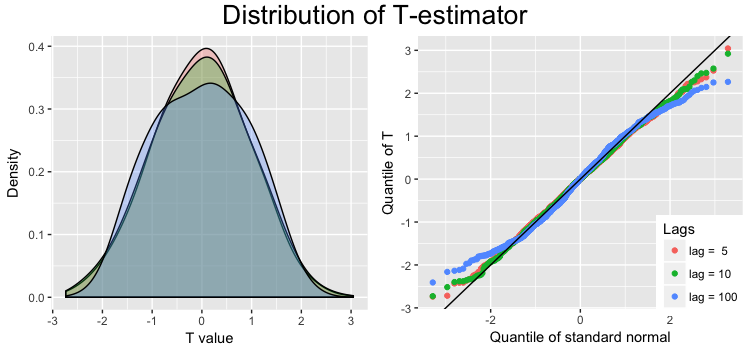 Distribution of T-estimator
Density
0.4
0.3
0.2
0.1
0.0
-3 -2 -1 0 1 2 3
T value
Quantile of T
3
2
1
0
-1
-2
-3
-2 0 2
Quantile of standard normal
Lags
lag = 5
lag = 10
lag = 100